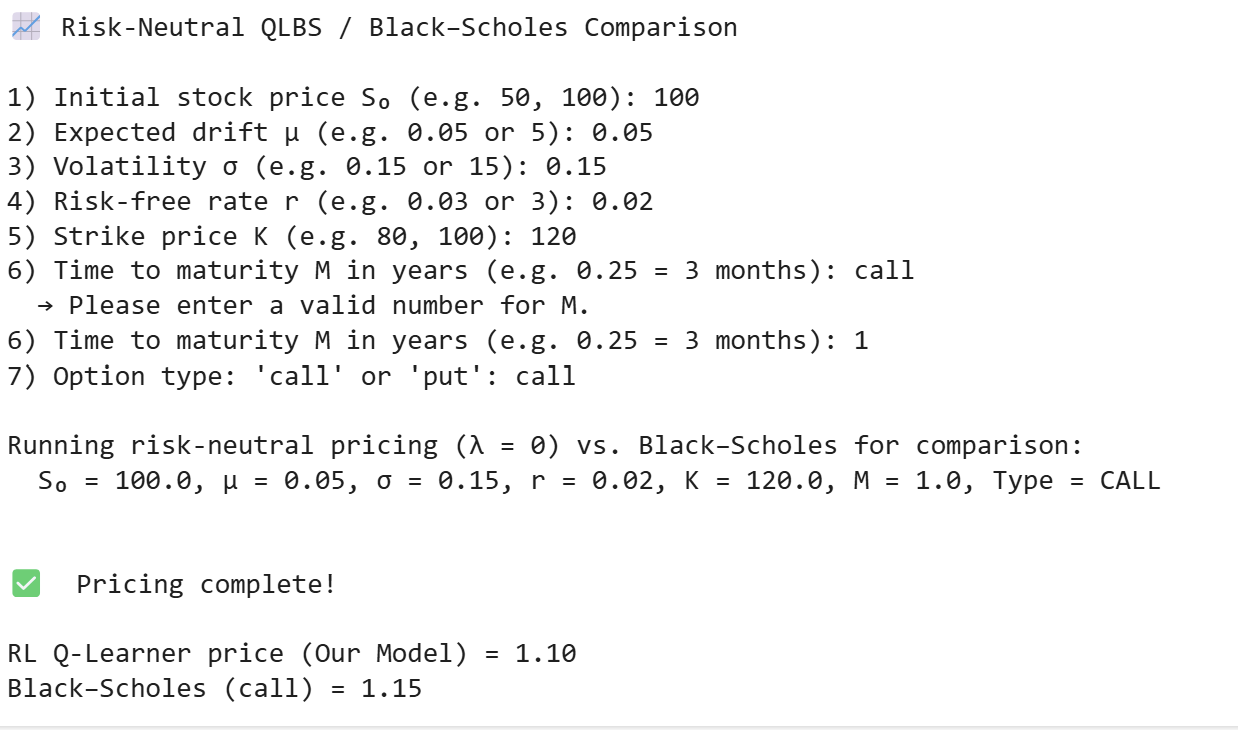 📈 Risk-Neutral QLBS / Black–Scholes Comparison
1) Initial stock price S₀ (e.g. 50, 100): 100
2) Expected drift μ (e.g. 0.05 or 5): 0.05
3) Volatility σ (e.g. 0.15 or 15): 0.15
4) Risk-free rate r (e.g. 0.03 or 3): 0.02
5) Strike price K (e.g. 80, 100): 120
6) Time to maturity M in years (e.g. 0.25 = 3 months): call
→ Please enter a valid number for M.
6) Time to maturity M in years (e.g. 0.25 = 3 months): 1
7) Option type: 'call' or 'put': call
Running risk-neutral pricing (λ = 0) vs. Black–Scholes for comparison:
S₀ = 100.0, μ = 0.05, σ = 0.15, r = 0.02, K = 120.0, M = 1.0, Type = CALL
✅ Pricing complete!
RL Q-Learner price (Our Model) = 1.10
Black–Scholes (call) = 1.15